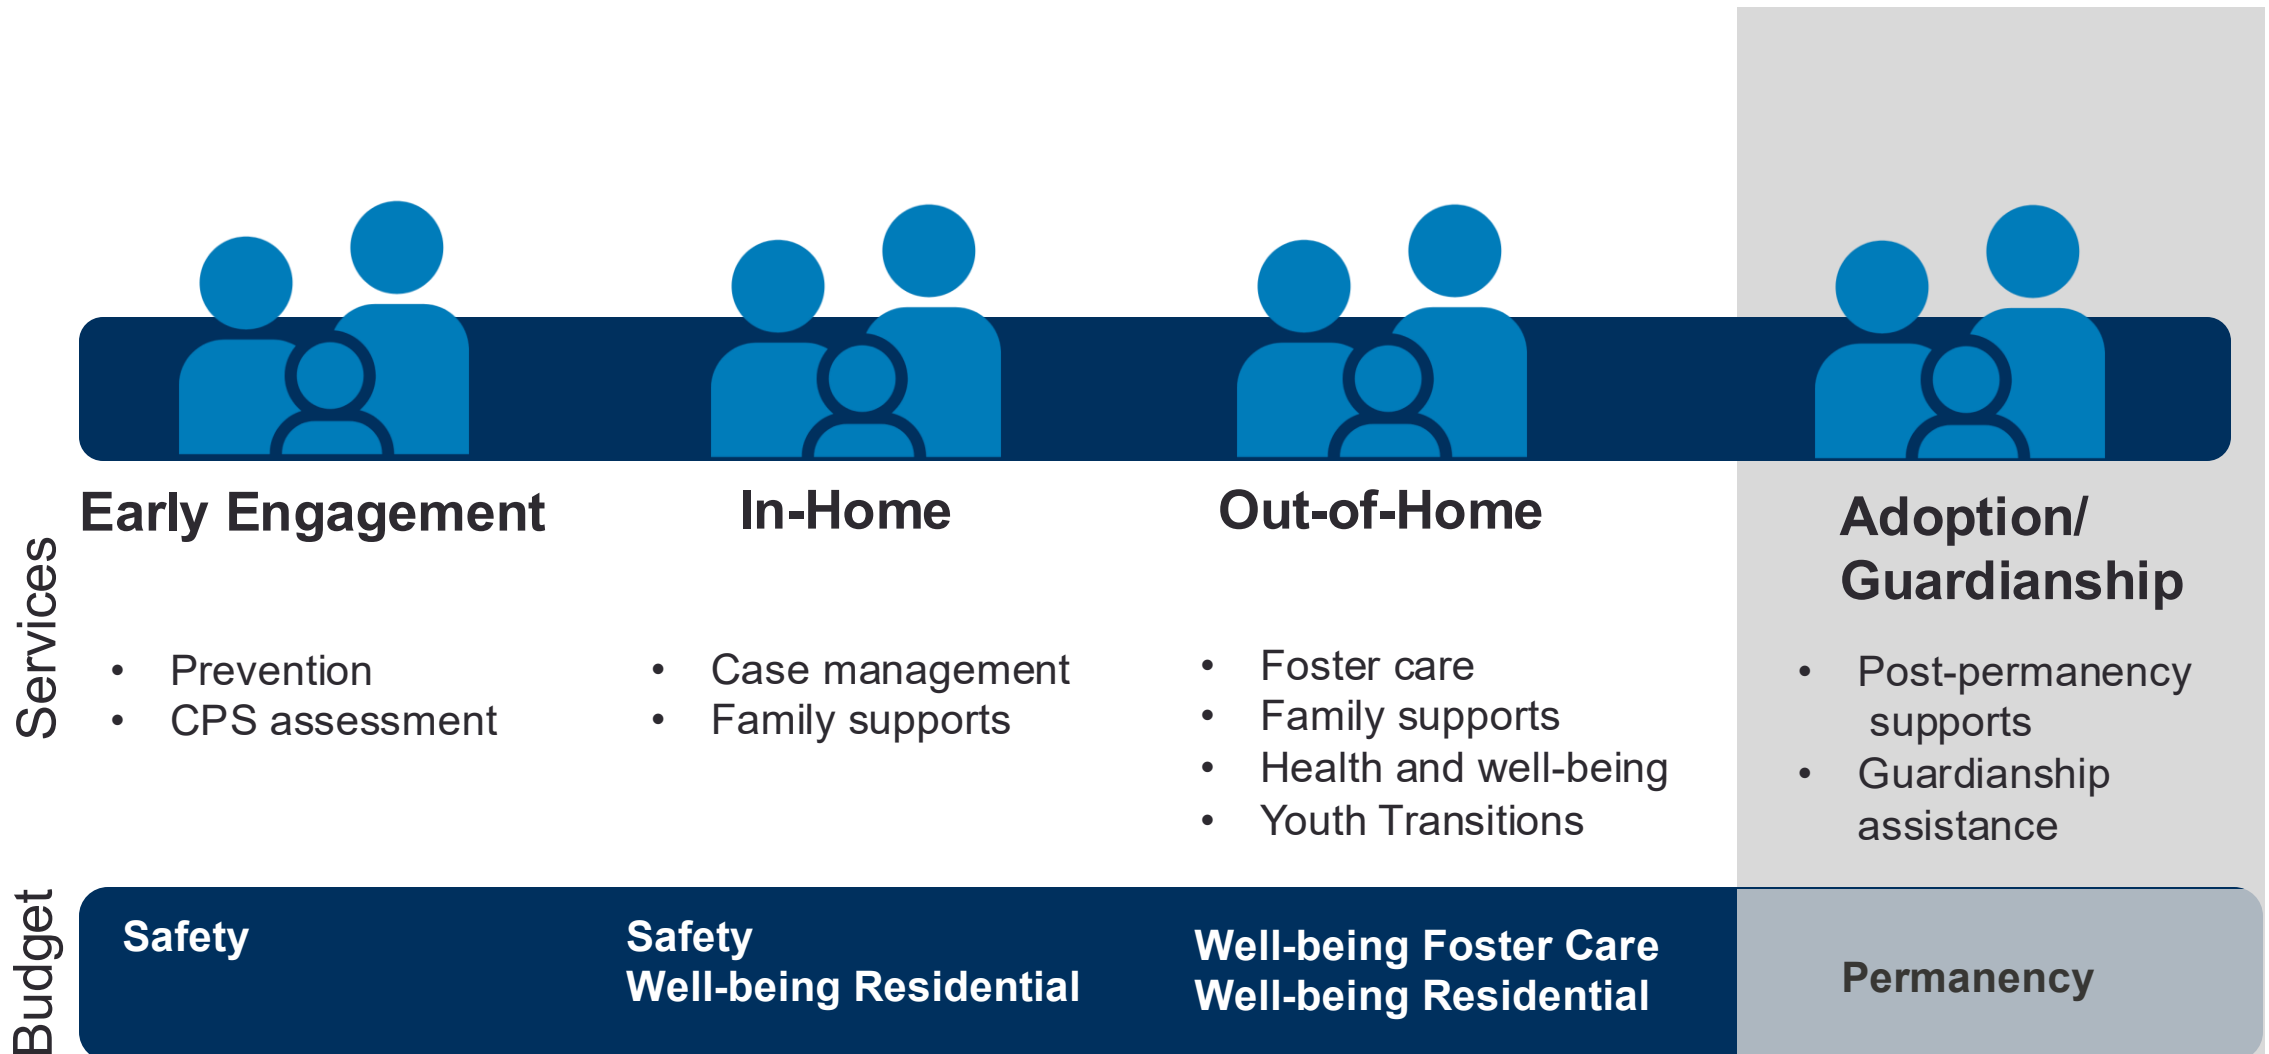 Early Engagement
In-Home
Out-of-Home
Adoption/
Guardianship
Services
• Prevention
• CPS assessment
• Case management
• Family supports
• Foster care
• Family supports
• Health and well-being
• Youth Transitions
• Post-permanency
supports
• Guardianship
assistance
Budget
Safety
Safety
Well-being Residential
Well-being Foster Care
Well-being Residential
Permanency